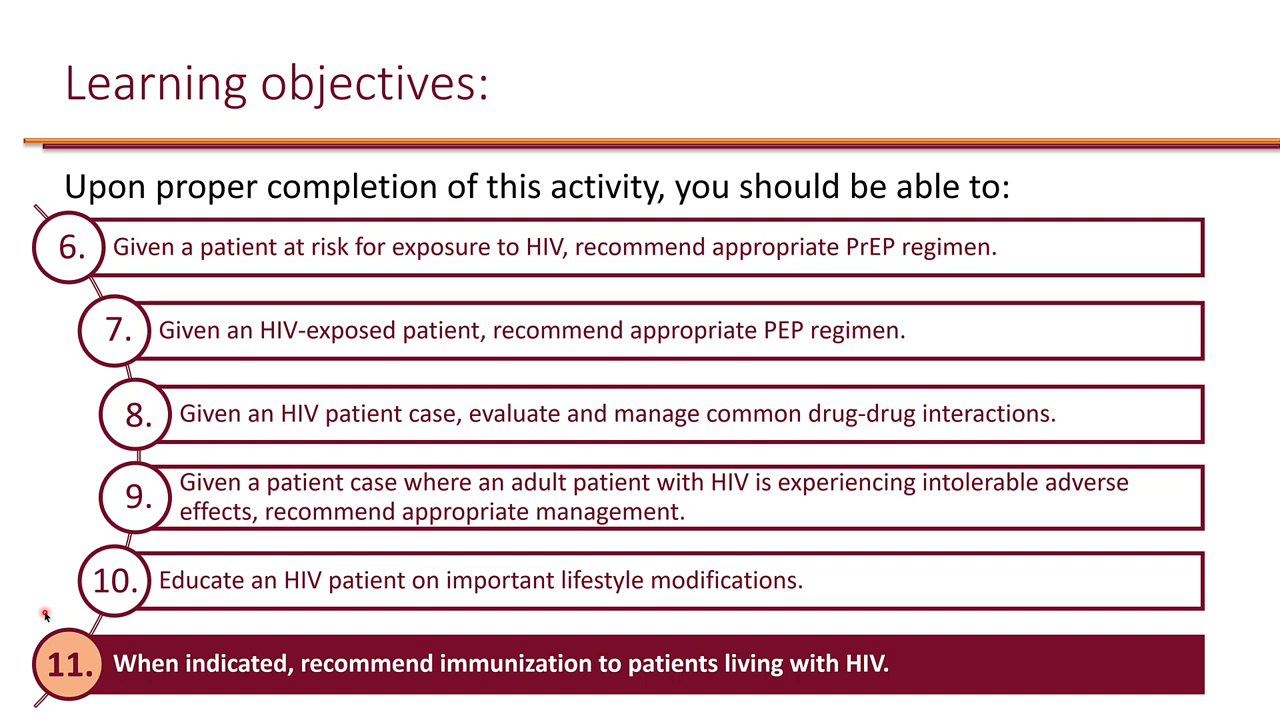 Learning objectives:
Upon proper completion of this activity, you should be able to:
6. Given a patient at risk for exposure to HIV, recommend appropriate PrEP regimen.
7. Given an HIV-exposed patient, recommend appropriate PEP regimen.
8. Given an HIV patient case, evaluate and manage common drug-drug interactions.
9. Given a patient case where an adult patient with HIV is experiencing intolerable adverse
effects, recommend appropriate management.
10. Educate an HIV patient on important lifestyle modifications.
11. When indicated, recommend immunization to patients living with HIV.